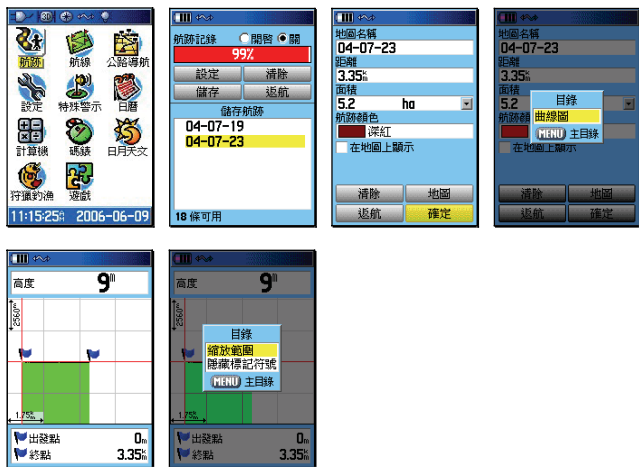 3D
航跡 航線 公路導航
設定 特殊警示 日曆
計算機 碼錶 日月天文
狩獵釣漁 遊戲
11:15:25 2006-06-09
航跡記錄 開啓 關
99%
設定 清除
儲存 返航
儲存航跡
04-07-19
04-07-23
18 條可用
地圖名稱
04-07-23
距離
3.35
面積
5.2 ha
航跡顏色
深紅
在地圖上顯示
清除 地圖
返航 確定
地圖名稱
04-07-23
距離
3.35
面積
5.2
航跡顏
目錄
曲線圖
MENU 主目錄
在地圖上顯示
清除 地圖
返航 確定
高度 9m
2560m
1.75
出發點 0m
終點 3.35
高度 9m
2560m
目錄
縮放範圍
隱藏標記符號
MENU 主目錄
1.75
出發點 0m
終點 3.35